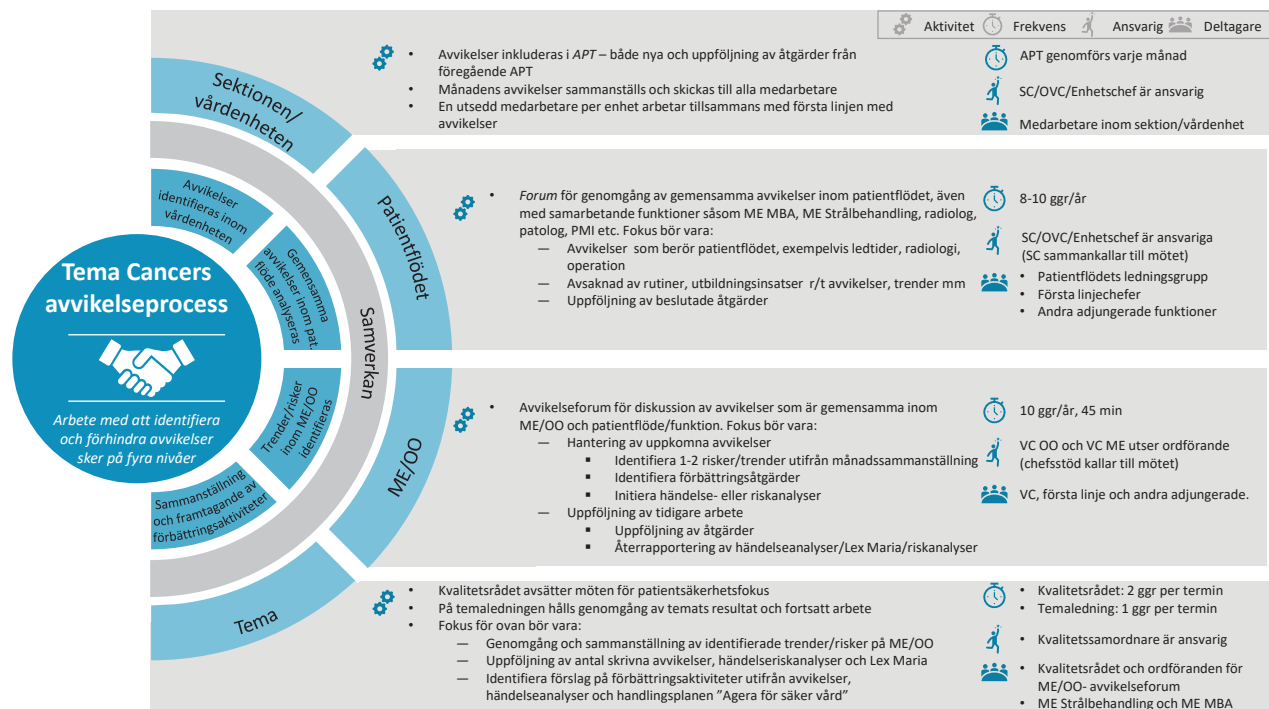 Aktivitet
Frekvens
Ansvarig
Deltagare
Tema Cancers
avvikelseprocess
Arbete med att identifiera
och förhindra avvikelser
sker på fyra nivåer
Avvikelser
identifieras inom
vårdenheten
Gemensamma
avvikelser inom pat.
flöde analyseras
Trender/risker
inom ME/OO
identifieras
Sammanställning
och framtagande av
förbättringsaktiviteter
Samverkan
Sektionen/
vårdenheten
• Avvikelser inkluderas i APT – både nya och uppföljning av åtgärder från
föregående APT
• Månadens avvikelser sammanställs och skickas till alla medarbetare
• En utsedd medarbetare per enhet arbetar tillsammans med första linjen med
avvikelser
APT genomförs varje månad
SC/OVC/Enhetschef är ansvarig
Medarbetare inom sektion/vårdenhet
Patientflödet
• Forum för genomgång av gemensamma avvikelser inom patientflödet, även
med samarbetande funktioner såsom ME MBA, ME Strålbehandling, radiolog,
patolog, PMI etc. Fokus bör vara:
— Avvikelser som berör patientflödet, exempelvis ledtider, radiologi,
operation
— Avsaknad av rutiner, utbildningsinsatser r/t avvikelser, trender mm
— Uppföljning av beslutade åtgärder
8-10 ggr/år
SC/OVC/Enhetschef är ansvariga
(SC sammankallar till mötet)
• Patientflödets ledningsgrupp
• Första linjechefer
• Andra adjungerade funktioner
ME/OO
• Avvikelseforum för diskussion av avvikelser som är gemensamma inom
ME/OO och patientflöde/funktion. Fokus bör vara:
— Hantering av uppkomna avvikelser
▪ Identifiera 1-2 risker/trender utifrån månadssammanställning
▪ Identifiera förbättringsåtgärder
▪ Initiera händelse- eller riskanalyser
— Uppföljning av tidigare arbete
▪ Uppföljning av åtgärder
▪ Återrapportering av händelseanalyser/Lex Maria/riskanalyser
10 ggr/år, 45 min
VC OO och VC ME utser ordförande
(chefsstöd kallar till mötet)
VC, första linje och andra adjungerade.
Tema
• Kvalitetsrådet avsätter möten för patientsäkerhetsfokus
• På temaledningen hålls genomgång av temats resultat och fortsatt arbete
• Fokus för ovan bör vara:
— Genomgång och sammanställning av identifierade trender/risker på ME/OO
— Uppföljning av antal skrivna avvikelser, händelseriskanalyser och Lex Maria
— Identifiera förslag på förbättringsaktiviteter utifrån avvikelser,
händelseanalyser och handlingsplanen ”Agera för säker vård”
• Kvalitetsrådet: 2 ggr per termin
• Temaledning: 1 ggr per termin
• Kvalitetssamordnare är ansvarig
• Kvalitetsrådet och ordföranden för
ME/OO- avvikelseforum
• ME Strålbehandling och ME MBA